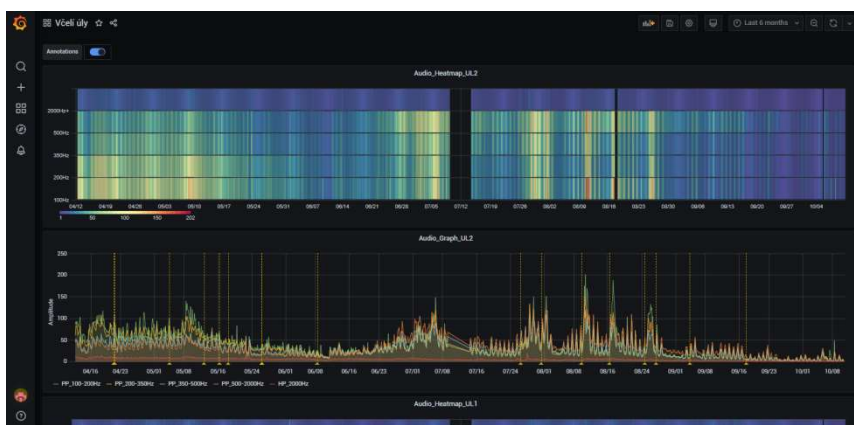 Včelí úly
Last 6 months
Annotations
Audio_Heatmap_UL2
2000Hz+
500Hz
350Hz
200Hz
100Hz
04/12 04/19 04/26 05/03 05/10 05/17 05/24 05/31 06/07 06/14 06/21 06/28 07/05 07/12 07/19 07/26 08/02 08/09 08/16 08/23 08/30 09/06 09/13 09/20 09/27 10/04
1 50 100 150 202
Audio_Graph_UL2
250
200
150
100
50
0
Amplitude
04/16 04/23 05/01 05/08 05/16 05/24 06/01 06/08 06/16 06/23 07/01 07/08 07/16 07/24 08/01 08/08 08/16 08/24 09/01 09/08 09/16 09/23 10/01 10/08
PP_100-200Hz PP_200-350Hz PP_350-500Hz PP_500-2000Hz HP_2000Hz
Audio_Heatmap_UL1